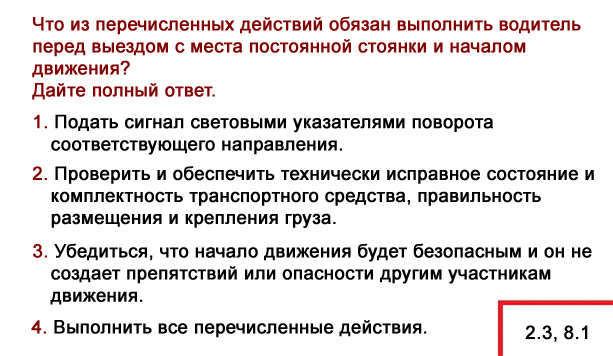 Что из перечисленных действий обязан выполнить водитель
перед выездом с места постоянной стоянки и началом
движения?
Дайте полный ответ.
1. Подать сигнал световыми указателями поворота
соответствующего направления.
2. Проверить и обеспечить технически исправное состояние и
комплектность транспортного средства, правильность
размещения и крепления груза.
3. Убедиться, что начало движения будет безопасным и он не
создает препятствий или опасности другим участникам
движения.
4. Выполнить все перечисленные действия.
2.3, 8.1